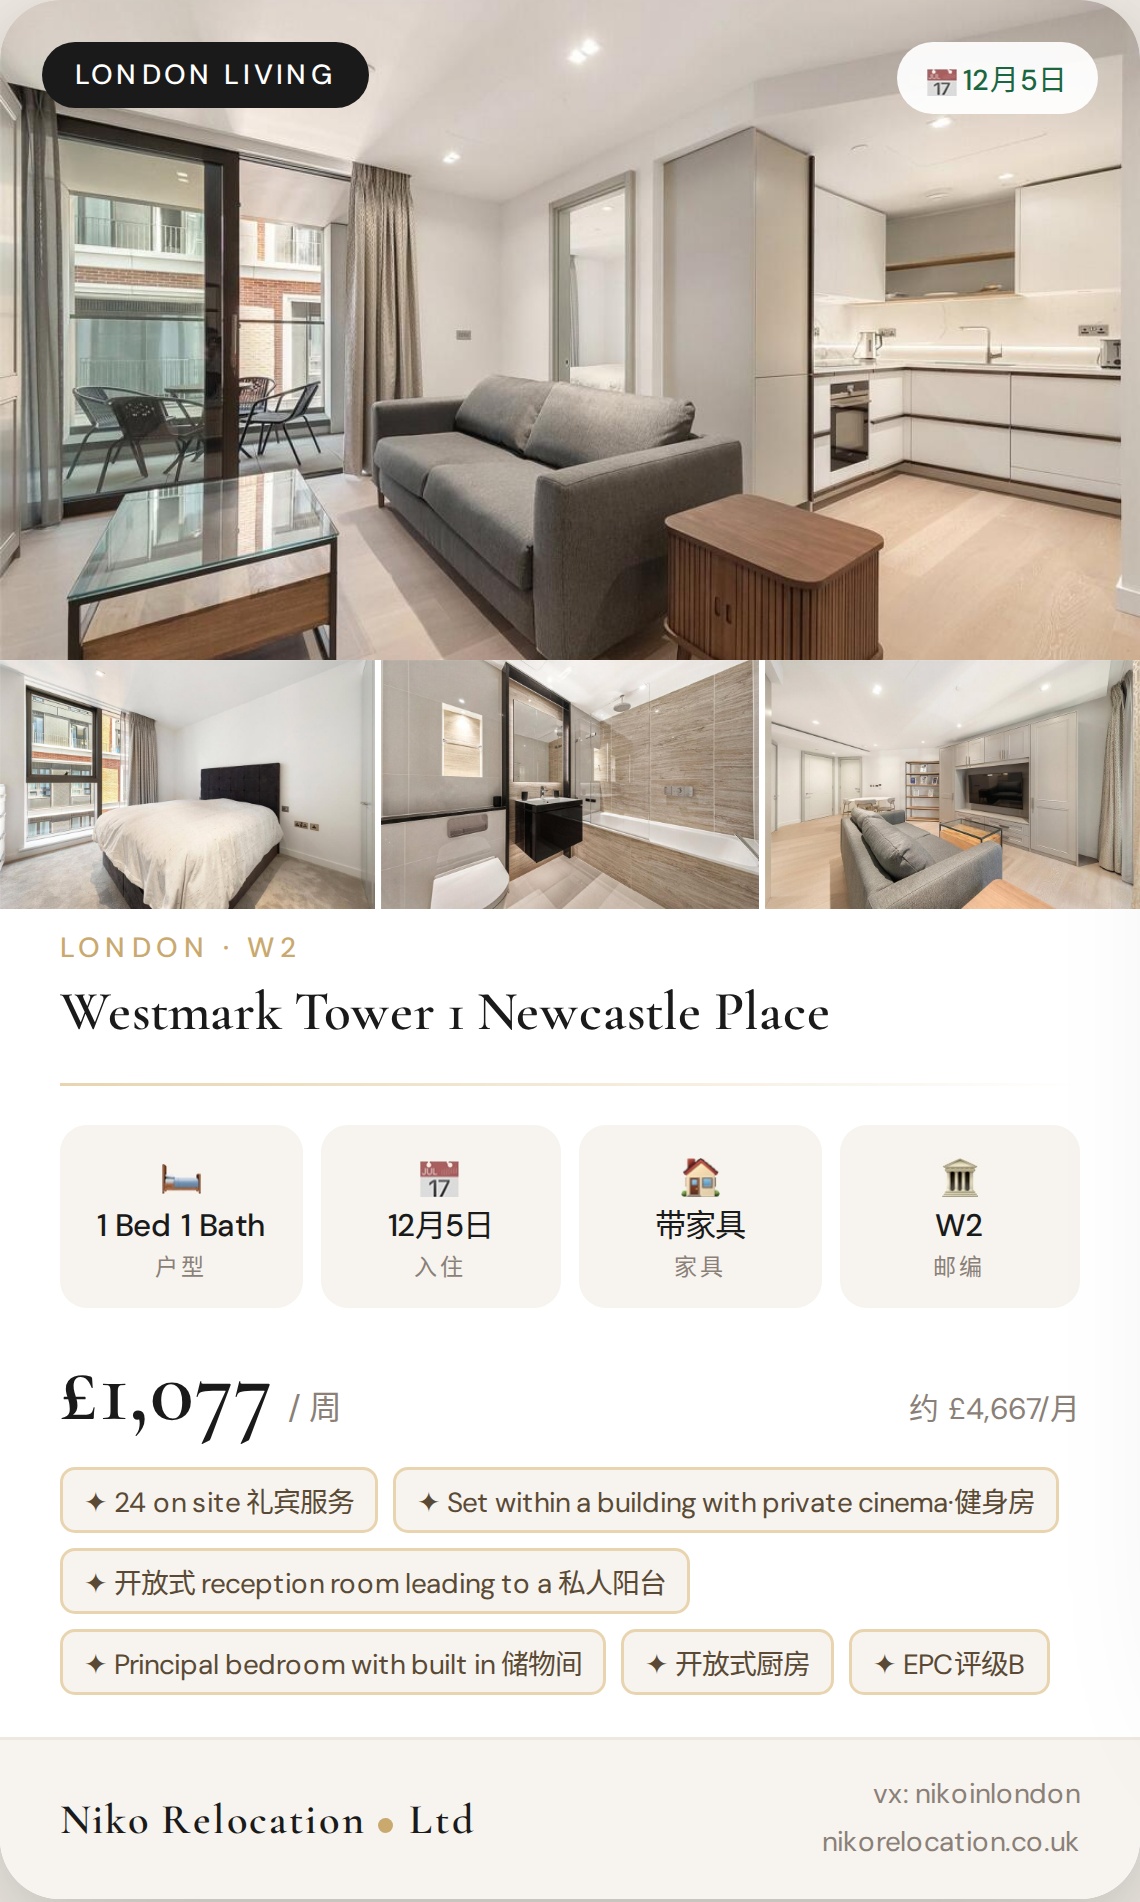 LONDON LIVING
📅 12月5日
LONDON · W2
Westmark Tower 1 Newcastle Place
1 Bed 1 Bath
户型
12月5日
入住
带家具
家具
W2
邮编
£1,077 / 周
约 £4,667/月
✦ 24 on site 礼宾服务
✦ Set within a building with private cinema·健身房
✦ 开放式 reception room leading to a 私人阳台
✦ Principal bedroom with built in 储物间
✦ 开放式厨房
✦ EPC评级B
Niko Relocation ● Ltd
vx: nikoinlondon
nikorelocation.co.uk